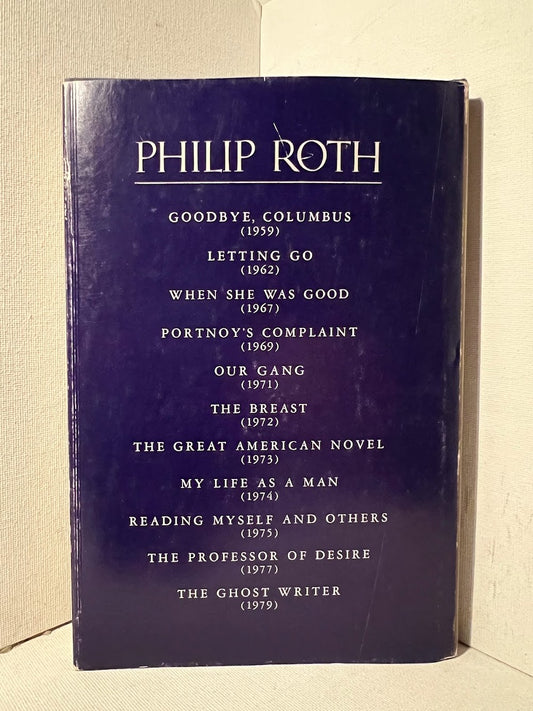 PHILIP ROTH
GOODBYE, COLUMBUS
(1959)
LETTING GO
(1962)
WHEN SHE WAS GOOD
(1967)
PORTNOY'S COMPLAINT
(1969)
OUR GANG
(1971)
THE BREAST
(1972)
THE GREAT AMERICAN NOVEL
(1973)
MY LIFE AS A MAN
(1974)
READING MYSELF AND OTHERS
(1975)
THE PROFESSOR OF DESIRE
(1977)
THE GHOST WRITER
(1979)